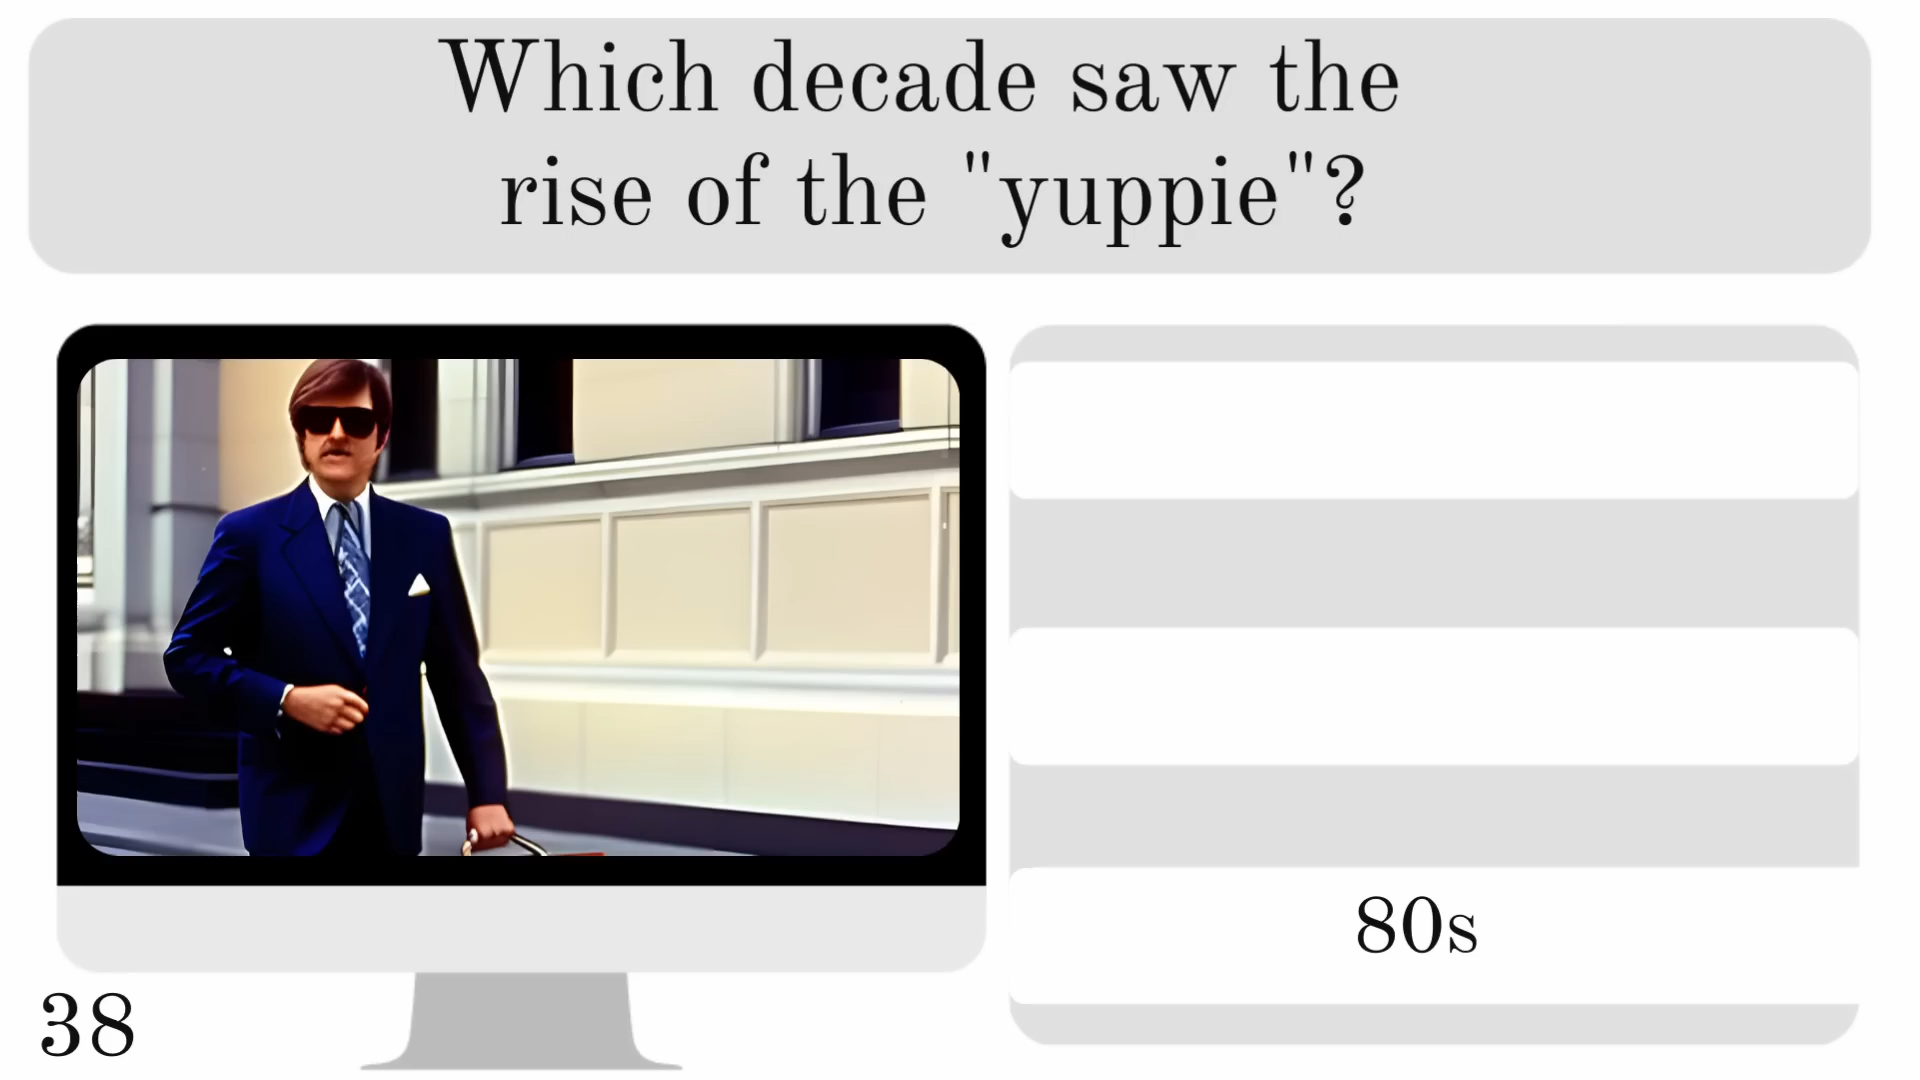 Which decade saw the
rise of the "yuppie"?
80s
38